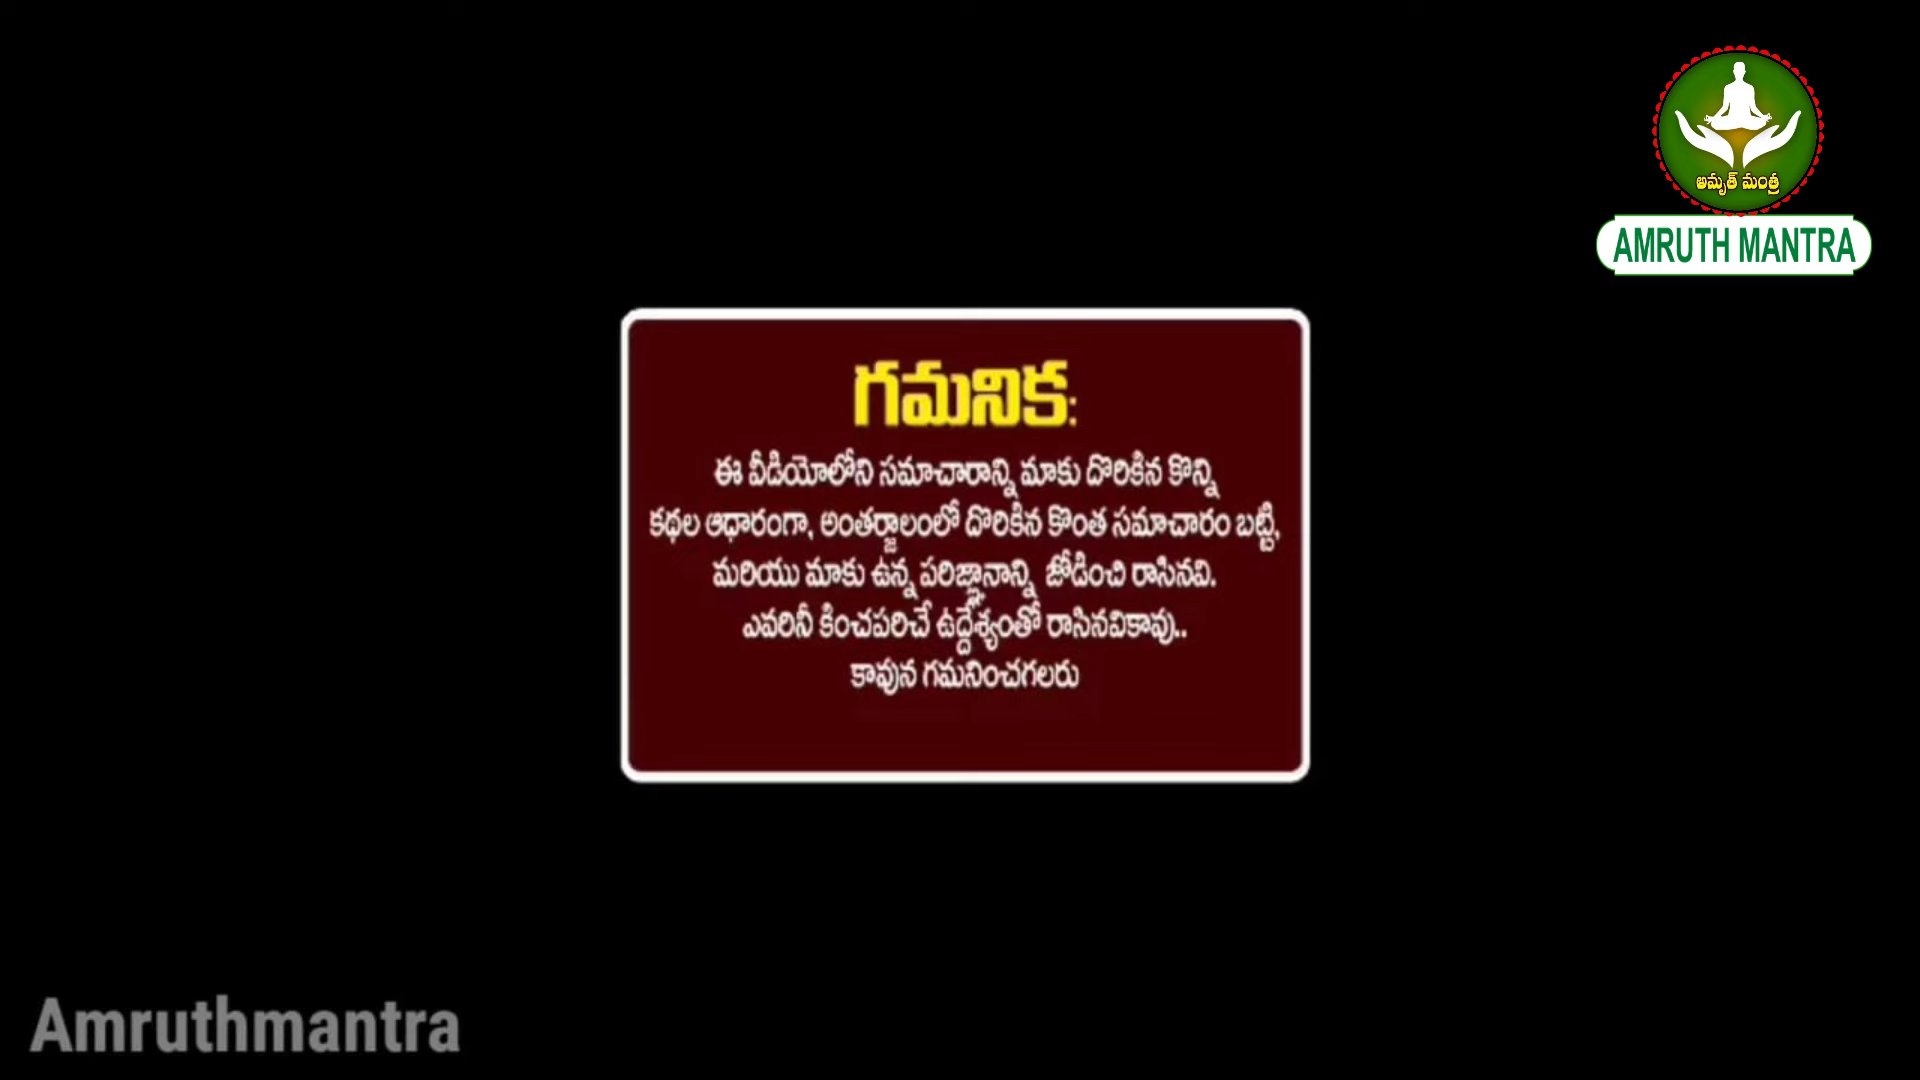 అమృత్ మంత్ర
AMRUTH MANTRA
గమనిక:
ఈ వీడియోలోని సమాచారాన్ని మాకు దొరికిన కొన్ని
కథల ఆధారంగా, అంతర్జాలంలో దొరికిన కొంత సమాచారం బట్టి,
మరియు మాకు ఉన్న పరిజ్ఞానాన్ని జోడించి రాసినవి.
ఎవరినీ కించపరిచే ఉద్దేశ్యంతో రాసినవికావు..
కావున గమనించగలరు
Amruthmantra